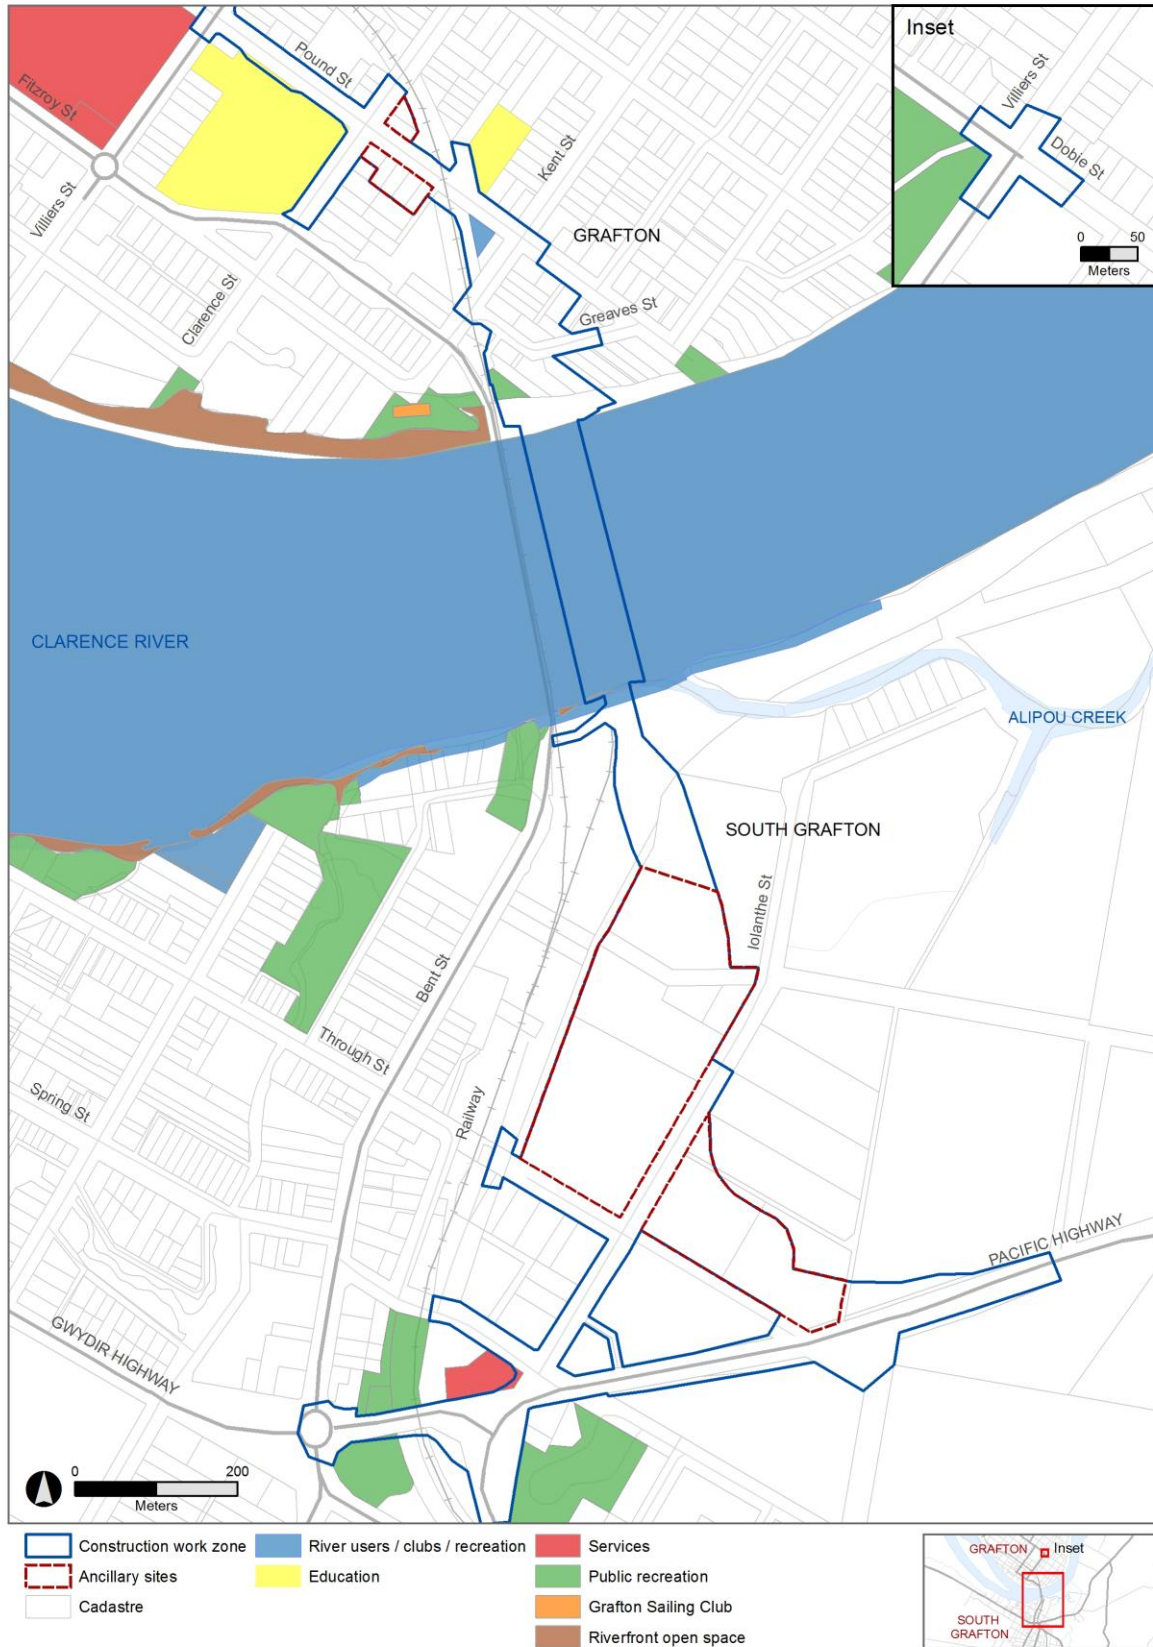 Inset
Villiers St
Dobie St
0 50
Meters
Pound St
Fitzroy St
Villiers St
Kent St
GRAFTON
Clarence St
Greaves St
CLARENCE RIVER
ALIPOU CREEK
SOUTH GRAFTON
Iolanthe St
Bent St
Through St
Spring St
Railway
PACIFIC HIGHWAY
GWYDIR HIGHWAY
0 200
Meters
Construction work zone
Ancillary sites
Cadastre
River users / clubs / recreation
Education
Services
Public recreation
Grafton Sailing Club
Riverfront open space
GRAFTON
Inset
SOUTH
GRAFTON